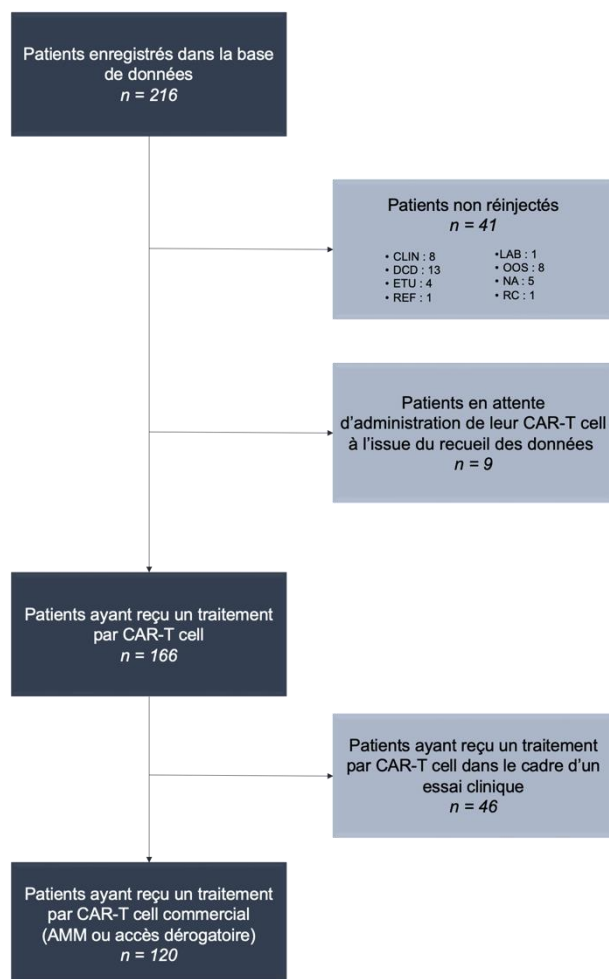 Patients enregistrés dans la base
de données
n = 216
Patients non réinjectés
n = 41
• CLIN : 8
• DCD : 13
• ETU : 4
• REF : 1
•LAB : 1
• OOS : 8
• NA : 5
• RC : 1
Patients en attente
d’administration de leur CAR-T cell
à l’issue du recueil des données
n = 9
Patients ayant reçu un traitement
par CAR-T cell
n = 166
Patients ayant reçu un traitement
par CAR-T cell dans le cadre d’un
essai clinique
n = 46
Patients ayant reçu un traitement
par CAR-T cell commercial
(AMM ou accès dérogatoire)
n = 120